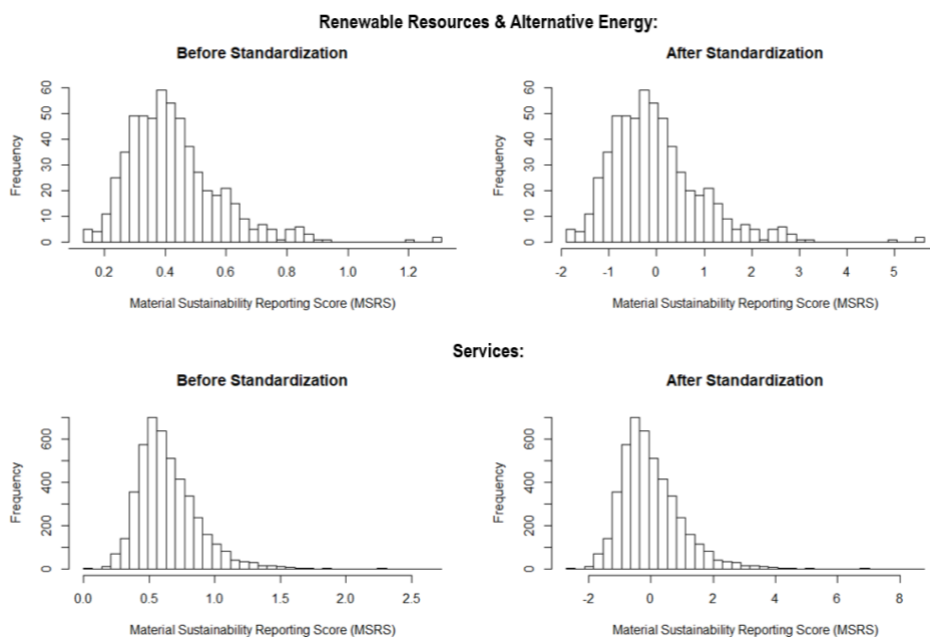 Renewable Resources & Alternative Energy:
Before Standardization
After Standardization
Frequency
0 10 20 30 40 50 60
0.2 0.4 0.6 0.8 1.0 1.2
Material Sustainability Reporting Score (MSRS)
Frequency
0 10 20 30 40 50 60
-2 -1 0 1 2 3 4 5
Material Sustainability Reporting Score (MSRS)
Services:
Before Standardization
After Standardization
Frequency
0 200 400 600
0.0 0.5 1.0 1.5 2.0 2.5
Material Sustainability Reporting Score (MSRS)
Frequency
0 200 400 600
-2 0 2 4 6 8
Material Sustainability Reporting Score (MSRS)